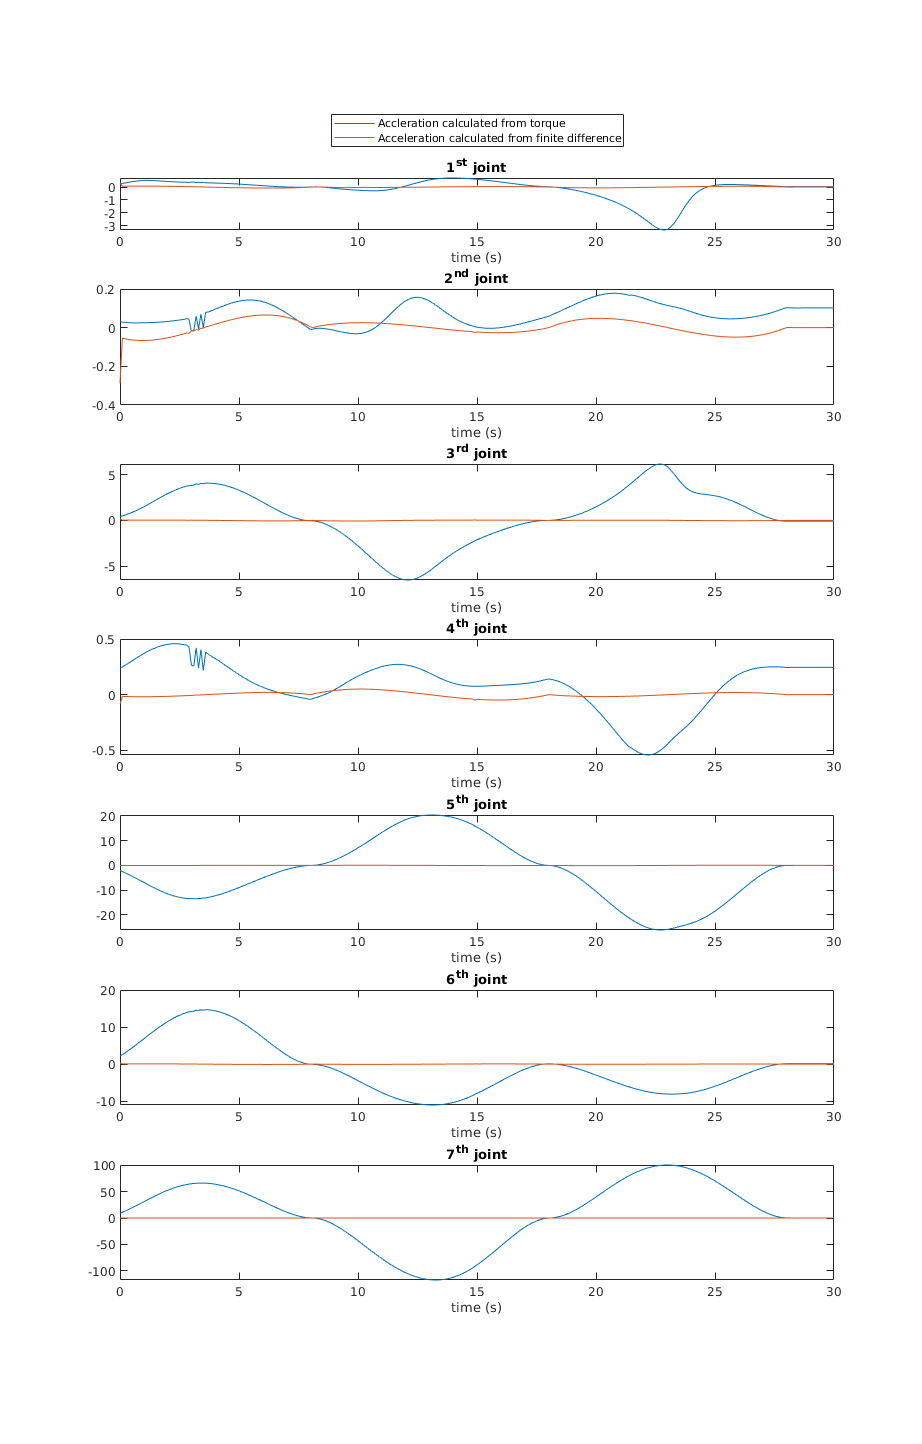 Accleration calculated from torque
Acceleration calculated from finite difference
1st joint
0
-1
-2
-3
0 5 10 15 20 25 30
time (s)
2nd joint
0.2
0
-0.2
-0.4
0 5 10 15 20 25 30
time (s)
3rd joint
5
0
-5
0 5 10 15 20 25 30
time (s)
4th joint
0.5
0
-0.5
0 5 10 15 20 25 30
time (s)
5th joint
20
10
0
-10
-20
0 5 10 15 20 25 30
time (s)
6th joint
20
10
0
-10
0 5 10 15 20 25 30
time (s)
7th joint
100
50
0
-50
-100
0 5 10 15 20 25 30
time (s)